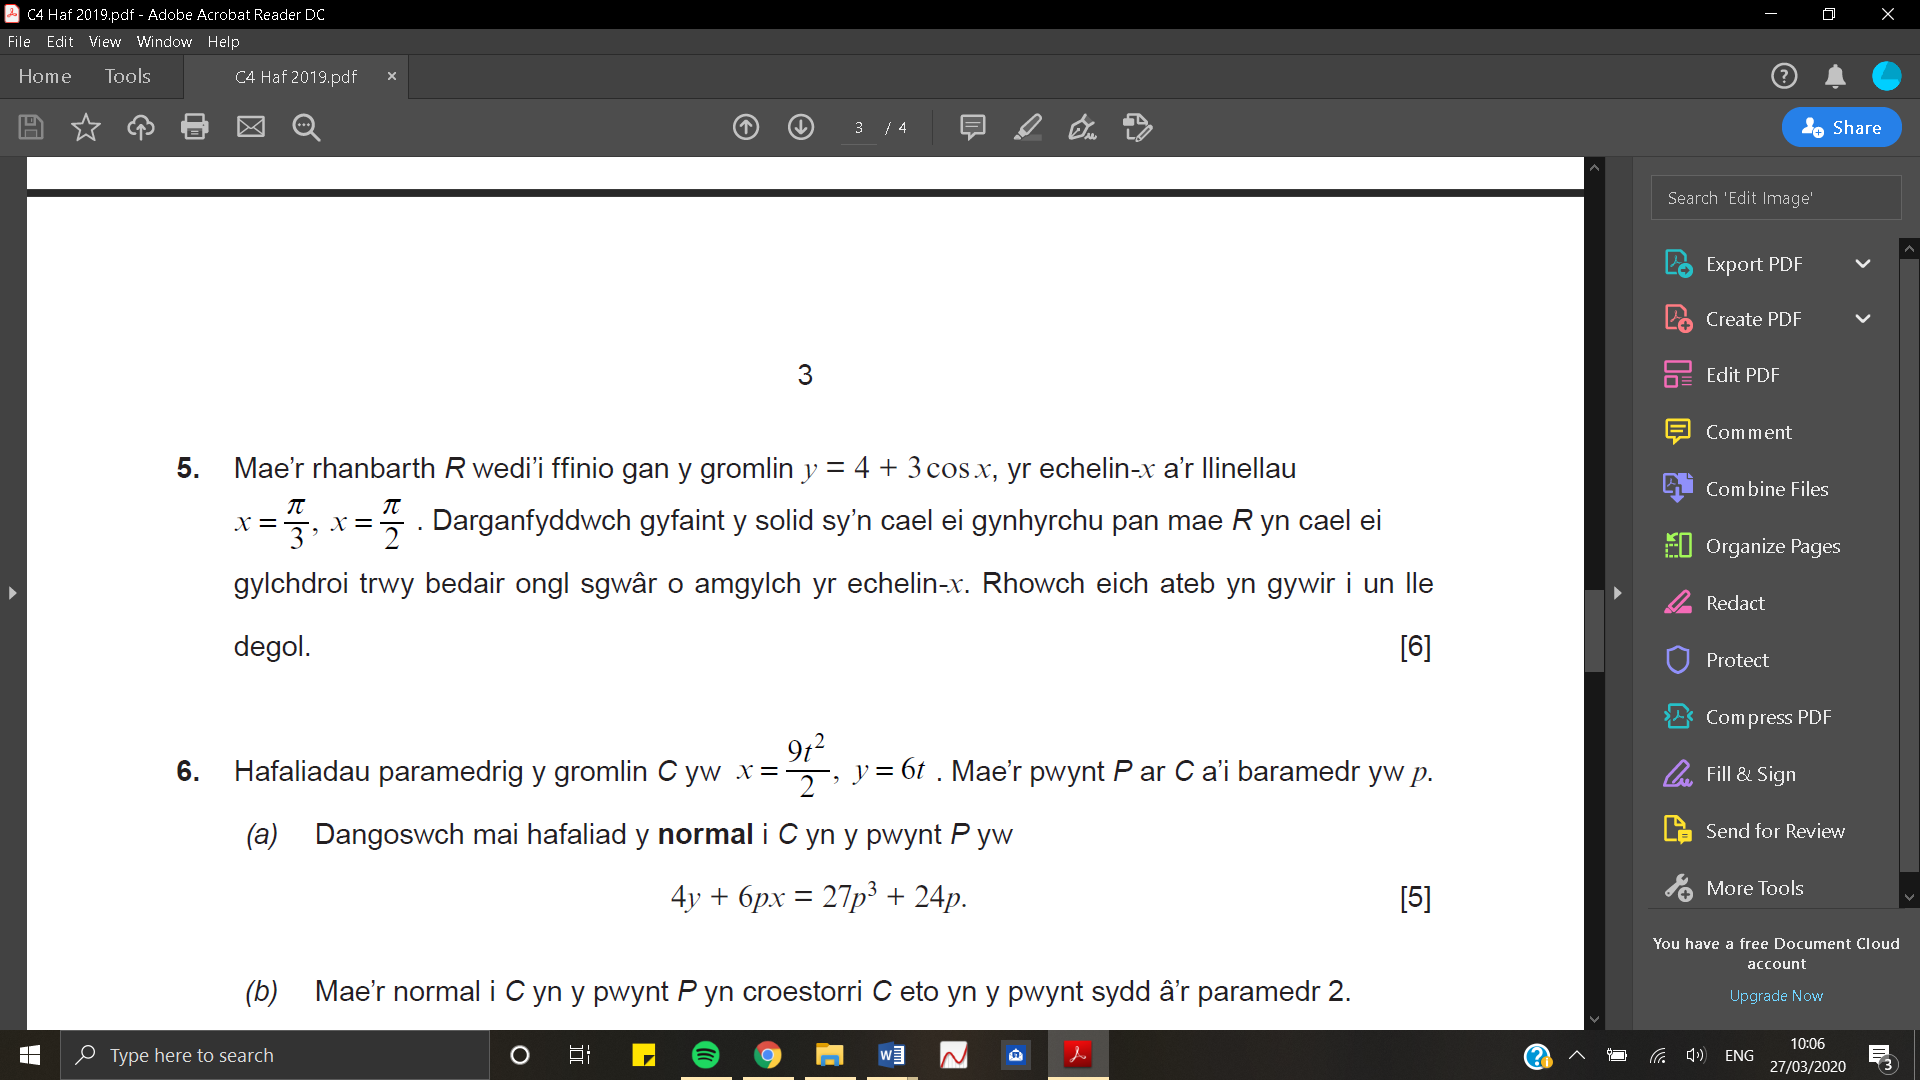 C4 Haf 2019.pdf - Adobe Acrobat Reader DC
File Edit View Window Help
Home Tools C4 Haf 2019.pdf ×
3 / 4
Share
Search 'Edit Image'
Export PDF
Create PDF
Edit PDF
Comment
Combine Files
Organize Pages
Redact
Protect
Compress PDF
Fill & Sign
Send for Review
More Tools
You have a free Document Cloud
account
Upgrade Now
3
5. Mae'r rhanbarth R wedi'i ffinio gan y gromlin y = 4 + 3 cos x, yr echelin-x a'r llinellau
x = π/3, x = π/2 . Darganfyddwch gyfaint y solid sy'n cael ei gynhyrchu pan mae R yn cael ei
gylchdroi trwy bedair ongl sgwâr o amgylch yr echelin-x. Rhowch eich ateb yn gywir i un lle
degol. [6]
6. Hafaliadau paramedrig y gromlin C yw x = 9t²/2, y = 6t . Mae'r pwynt P ar C a'i baramedr yw p.
(a) Dangoswch mai hafaliad y normal i C yn y pwynt P yw
4y + 6px = 27p³ + 24p. [5]
(b) Mae'r normal i C yn y pwynt P yn croestorri C eto yn y pwynt sydd â'r paramedr 2.
Type here to search
ENG
10:06
27/03/2020
3